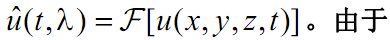 û(t,λ) = ℱ[u(x,y,z,t)]。由于